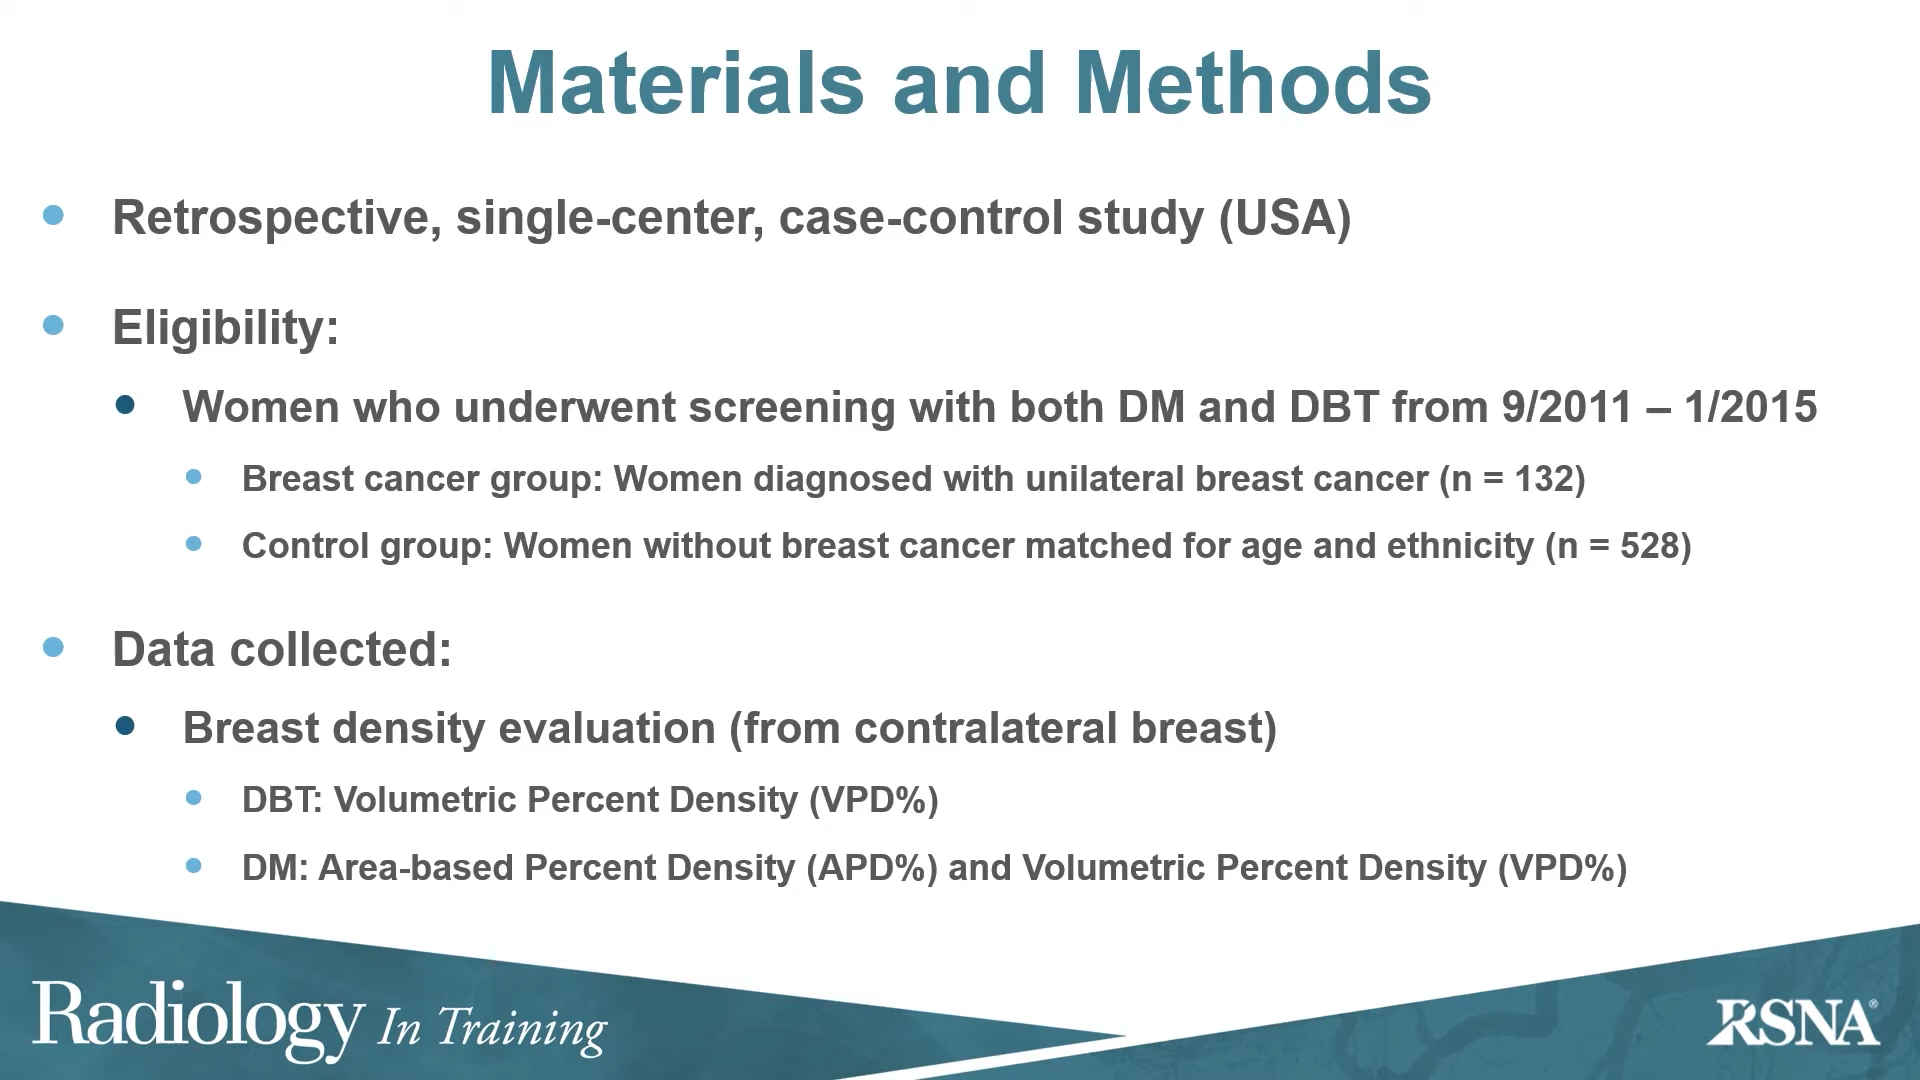 Materials and Methods
Retrospective, single-center, case-control study (USA)
Eligibility:
Women who underwent screening with both DM and DBT from 9/2011 – 1/2015
Breast cancer group: Women diagnosed with unilateral breast cancer (n = 132)
Control group: Women without breast cancer matched for age and ethnicity (n = 528)
Data collected:
Breast density evaluation (from contralateral breast)
DBT: Volumetric Percent Density (VPD%)
DM: Area-based Percent Density (APD%) and Volumetric Percent Density (VPD%)
Radiology In Training
RSNA®